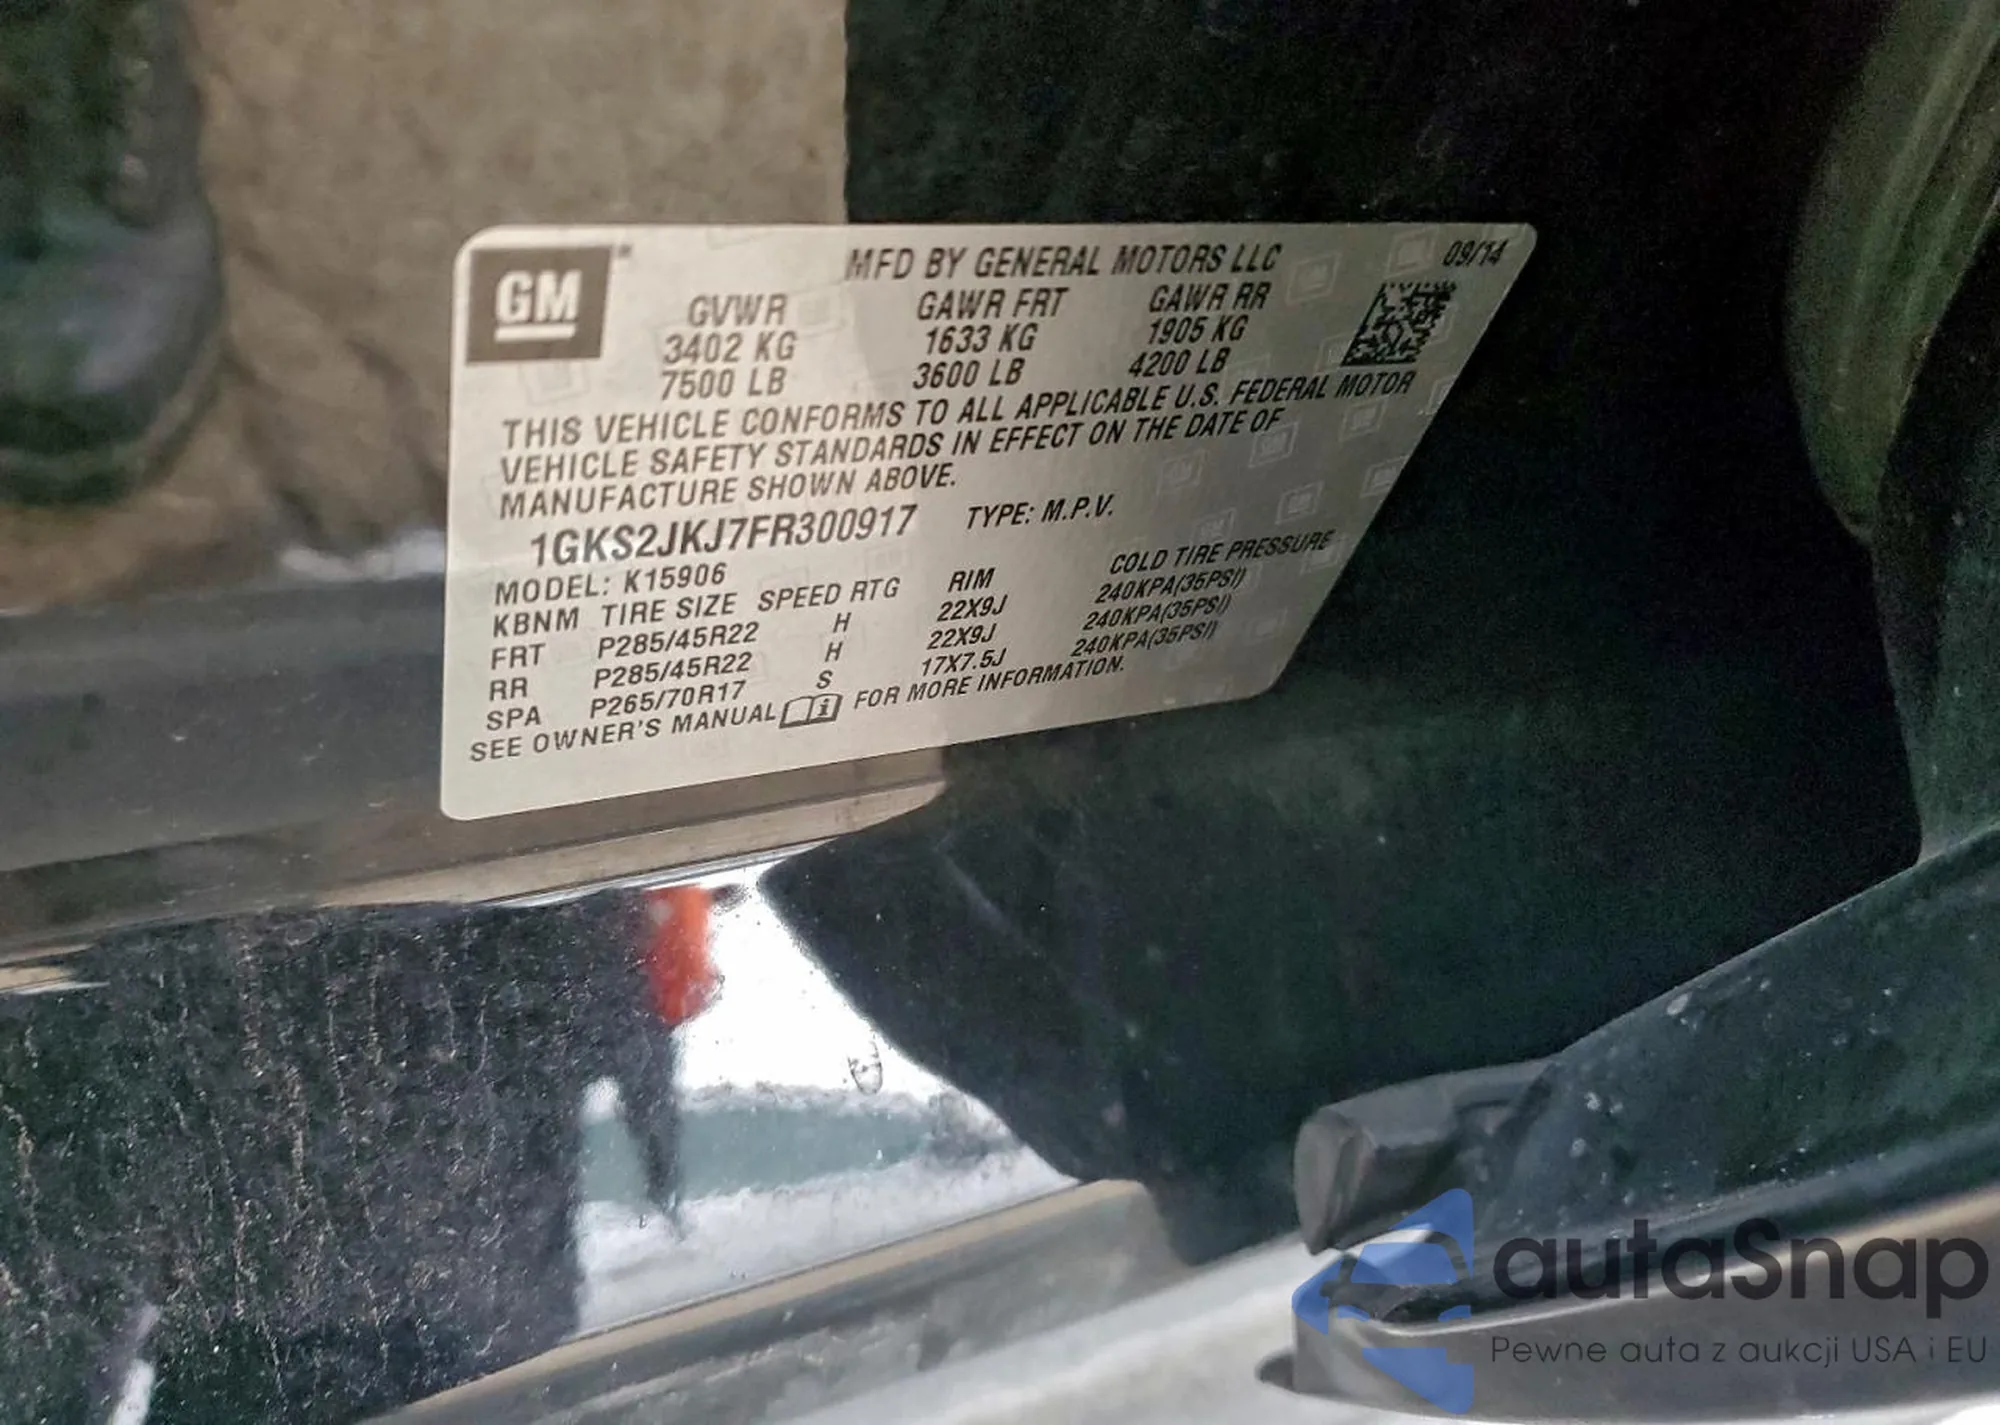 GM
MFD BY GENERAL MOTORS LLC 09/14
GVWR GAWR FRT GAWR RR
3402 KG 1633 KG 1905 KG
7500 LB 3600 LB 4200 LB
THIS VEHICLE CONFORMS TO ALL APPLICABLE U.S. FEDERAL MOTOR
VEHICLE SAFETY STANDARDS IN EFFECT ON THE DATE OF
MANUFACTURE SHOWN ABOVE.
1GKS2JKJ7FR300917 TYPE: M.P.V.
MODEL: K15906
KBNM TIRE SIZE SPEED RTG RIM COLD TIRE PRESSURE
FRT P285/45R22 H 22X9J 240KPA(35PSI)
RR P285/45R22 H 22X9J 240KPA(35PSI)
SPA P265/70R17 S 17X7.5J 240KPA(35PSI)
SEE OWNER'S MANUAL FOR MORE INFORMATION.
autaSnap
Pewne auta z aukcji USA i EU